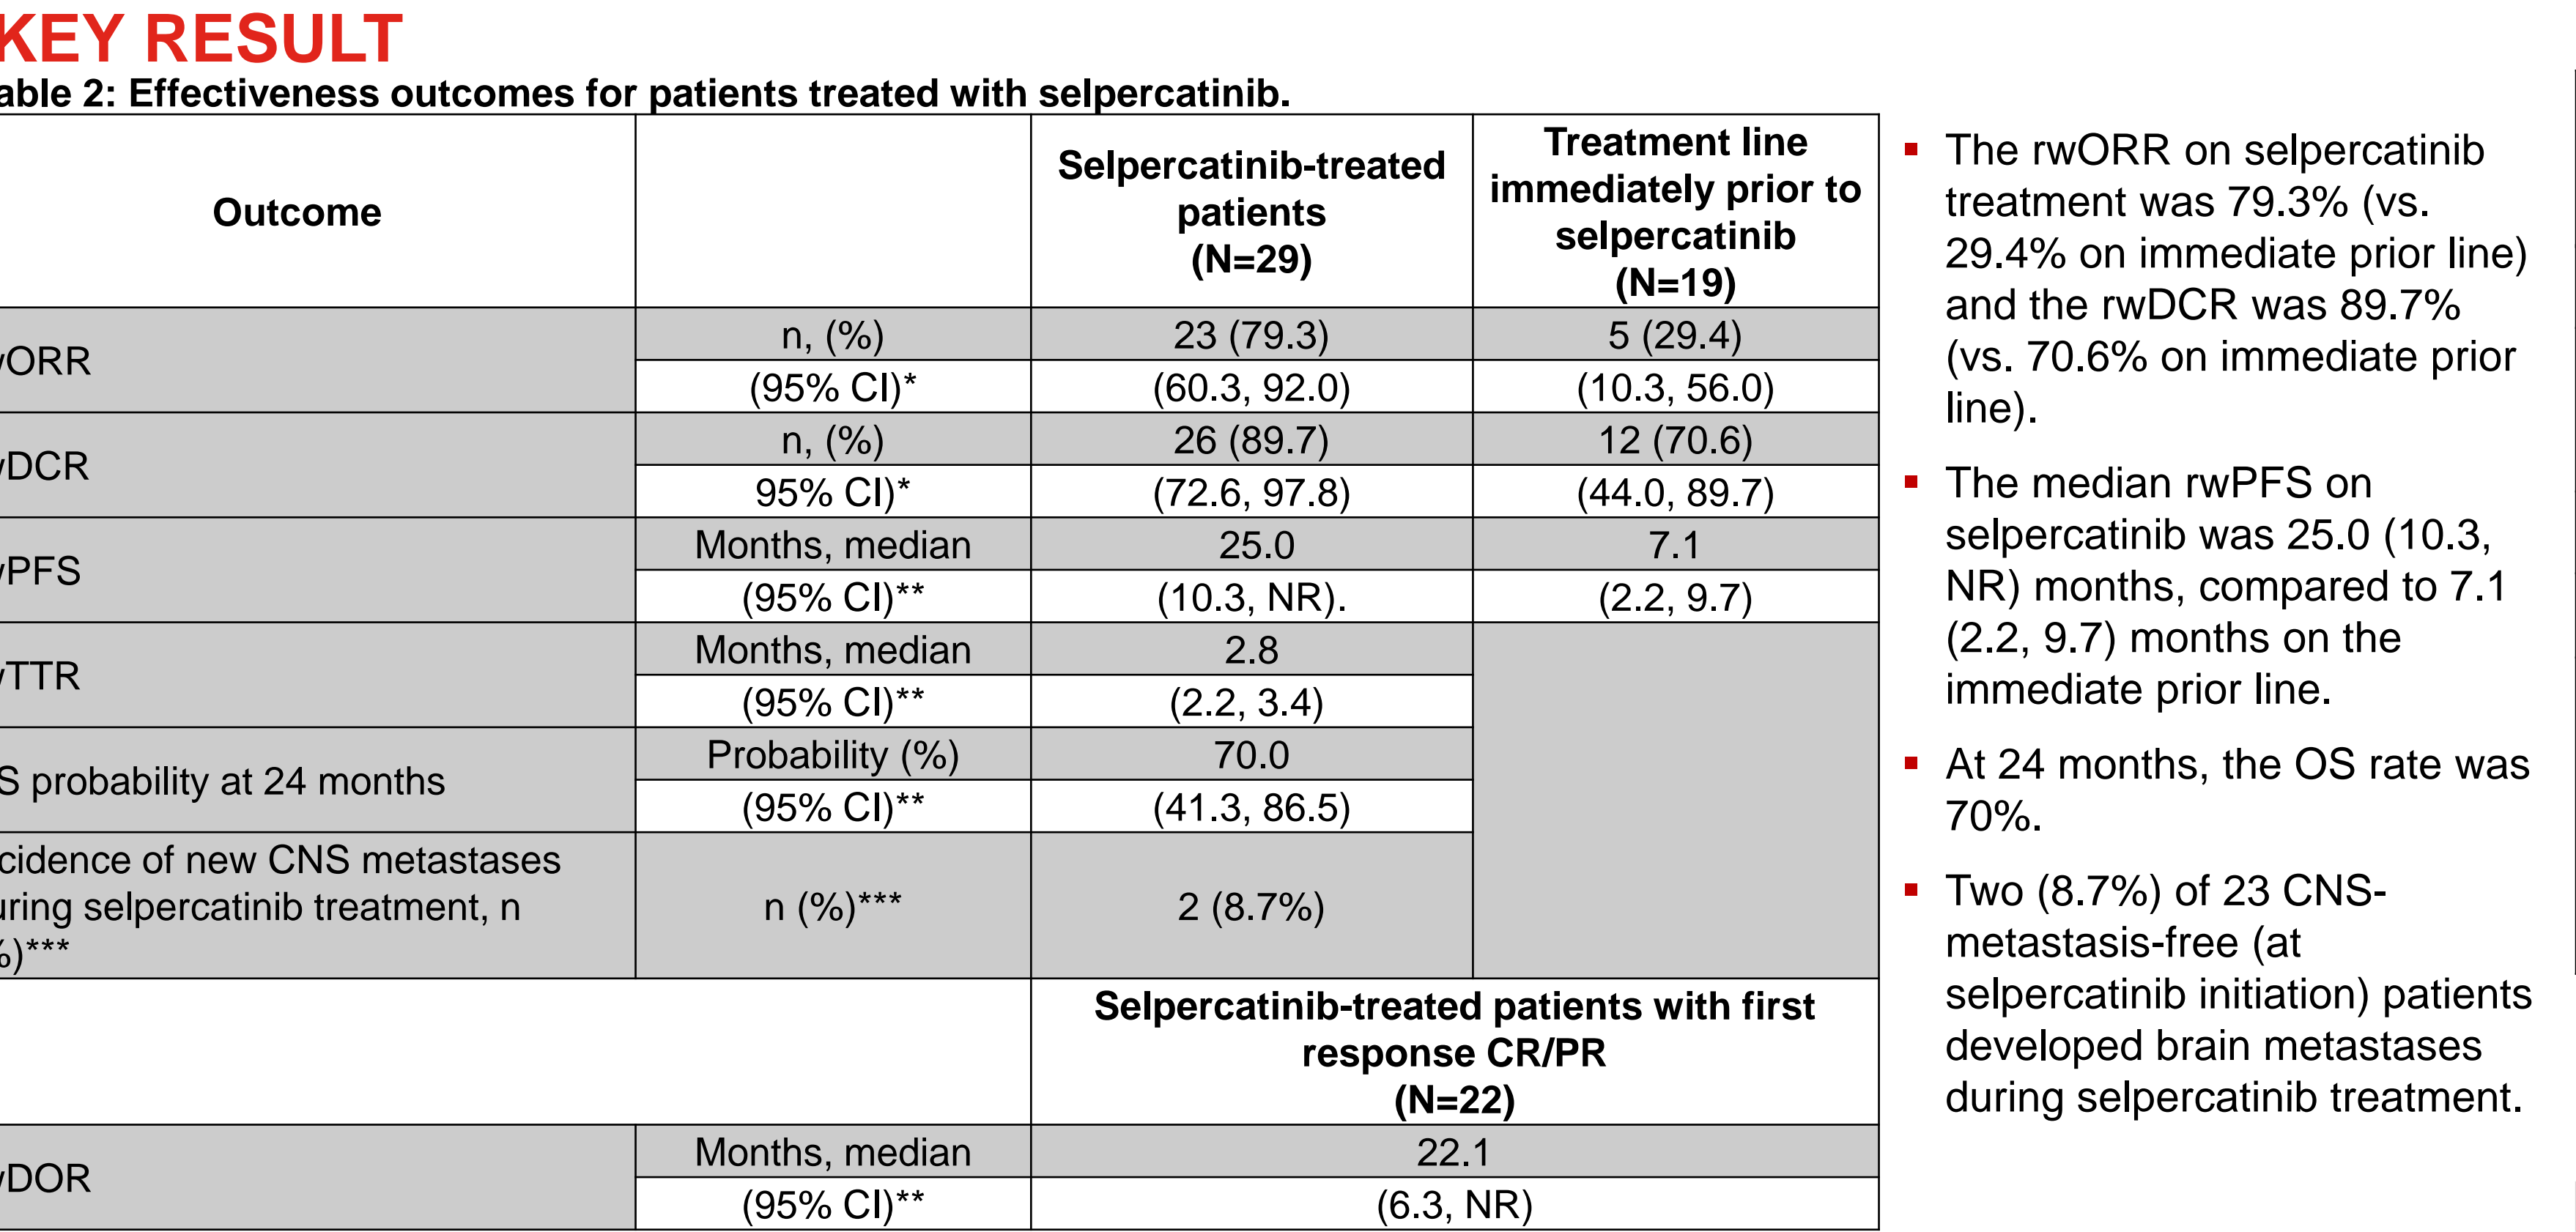 KEY RESULT
able 2: Effectiveness outcomes for patients treated with selpercatinib.
Outcome
Selpercatinib-treated
patients
(N=29)
Treatment line
immediately prior to
selpercatinib
(N=19)
wORR
n, (%)
23 (79.3)
5 (29.4)
(95% CI)*
(60.3, 92.0)
(10.3, 56.0)
wDCR
n, (%)
26 (89.7)
12 (70.6)
95% CI)*
(72.6, 97.8)
(44.0, 89.7)
wPFS
Months, median
25.0
7.1
(95% CI)**
(10.3, NR).
(2.2, 9.7)
wTTR
Months, median
2.8
(95% CI)**
(2.2, 3.4)
S probability at 24 months
Probability (%)
70.0
(95% CI)**
(41.3, 86.5)
cidence of new CNS metastases
uring selpercatinib treatment, n
%)***
n (%)***
2 (8.7%)
Selpercatinib-treated patients with first
response CR/PR
(N=22)
wDOR
Months, median
22.1
(95% CI)**
(6.3, NR)
▪ The rwORR on selpercatinib
treatment was 79.3% (vs.
29.4% on immediate prior line)
and the rwDCR was 89.7%
(vs. 70.6% on immediate prior
line).
▪ The median rwPFS on
selpercatinib was 25.0 (10.3,
NR) months, compared to 7.1
(2.2, 9.7) months on the
immediate prior line.
▪ At 24 months, the OS rate was
70%.
▪ Two (8.7%) of 23 CNS-
metastasis-free (at
selpercatinib initiation) patients
developed brain metastases
during selpercatinib treatment.